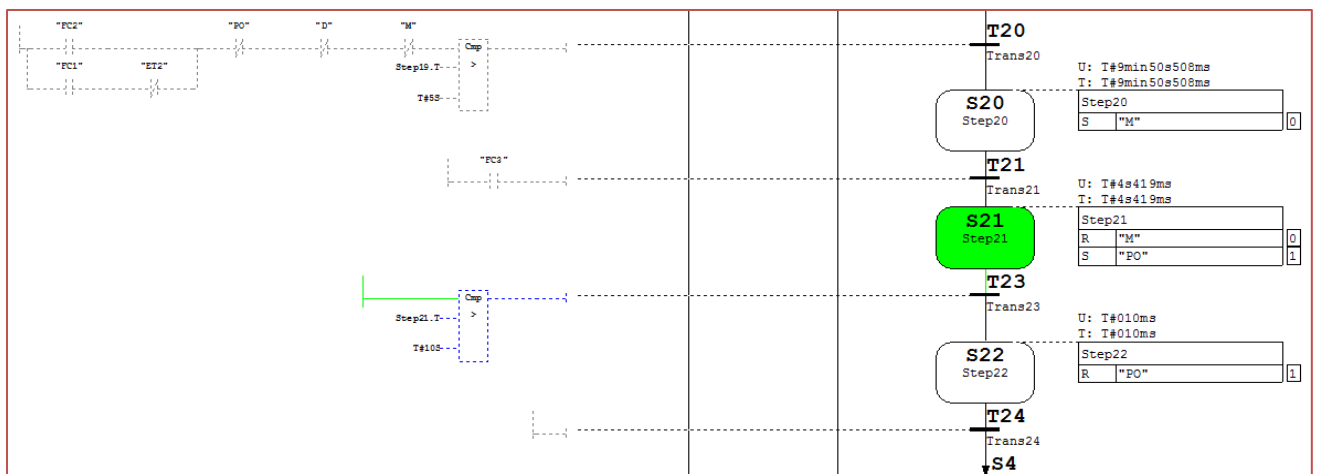 "FC2" "PO" "D" "M" T20
Cmp
Trans20
"FC1" "ET2" Step19.T >
U: T#9min50s508ms
T: T#9min50s508ms
T#5S S20 Step20
Step20 S "M" 0
"FC3" T21
Trans21
U: T#4s419ms
T: T#4s419ms
S21 Step21
Step21 R "M" 0
S "PO" 1
T23
Cmp
Trans23
Step21.T >
U: T#010ms
T: T#010ms
T#10S S22 Step22
Step22 R "PO" 1
T24
Trans24
S4